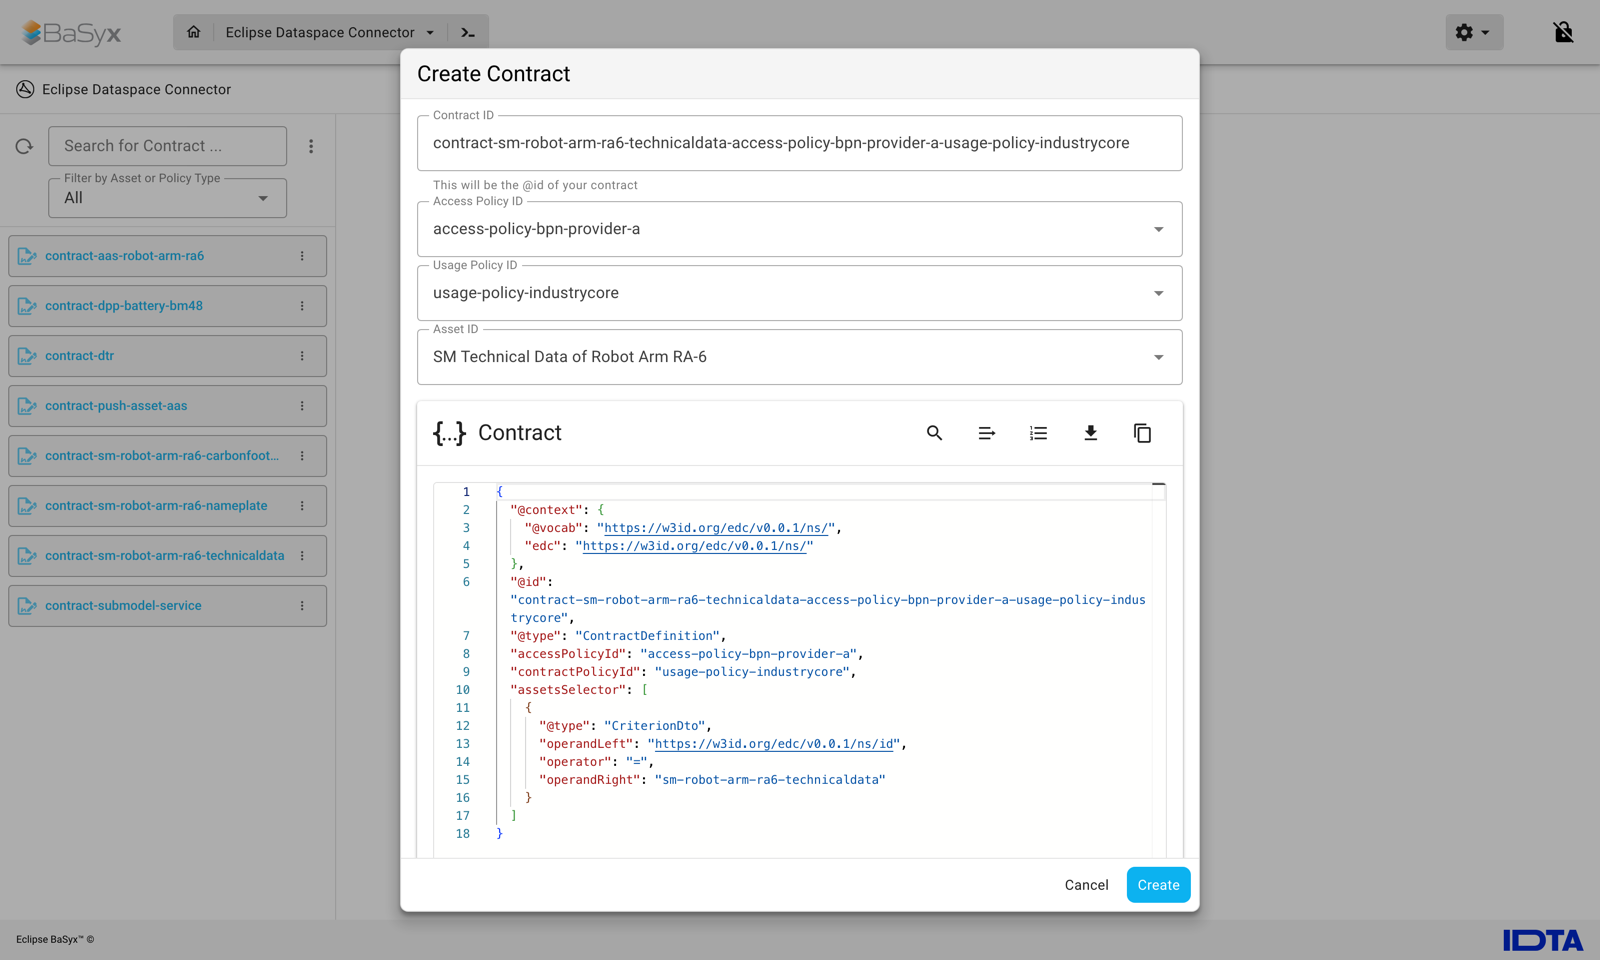 BaSyx
Eclipse Dataspace Connector
Eclipse Dataspace Connector
Search for Contract ...
Filter by Asset or Policy Type
All
contract-aas-robot-arm-ra6
contract-dpp-battery-bm48
contract-dtr
contract-push-asset-aas
contract-sm-robot-arm-ra6-carbonfoot...
contract-sm-robot-arm-ra6-nameplate
contract-sm-robot-arm-ra6-technicaldata
contract-submodel-service
Create Contract
Contract ID
contract-sm-robot-arm-ra6-technicaldata-access-policy-bpn-provider-a-usage-policy-industrycore
This will be the @id of your contract
Access Policy ID
access-policy-bpn-provider-a
Usage Policy ID
usage-policy-industrycore
Asset ID
SM Technical Data of Robot Arm RA-6
{...} Contract
1 {
2 "@context": {
3 "@vocab": "https://w3id.org/edc/v0.0.1/ns/",
4 "edc": "https://w3id.org/edc/v0.0.1/ns/"
5 },
6 "@id":
"contract-sm-robot-arm-ra6-technicaldata-access-policy-bpn-provider-a-usage-policy-indus
trycore",
7 "@type": "ContractDefinition",
8 "accessPolicyId": "access-policy-bpn-provider-a",
9 "contractPolicyId": "usage-policy-industrycore",
10 "assetsSelector": [
11 {
12 "@type": "CriterionDto",
13 "operandLeft": "https://w3id.org/edc/v0.0.1/ns/id",
14 "operator": "=",
15 "operandRight": "sm-robot-arm-ra6-technicaldata"
16 }
17 ]
18 }
Cancel
Create
Eclipse BaSyx™ ©
IDTA